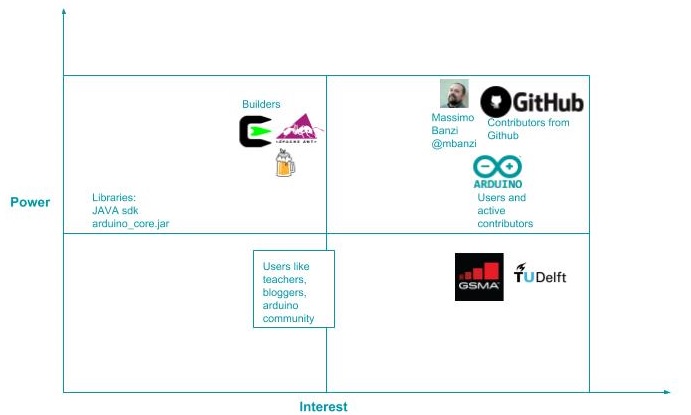 Builders
<APACHE ANT>
Massimo
Banzi
@mbanzi
GitHub
Contributors from
Github
ARDUINO
Users and
active
contributors
Power
Libraries:
JAVA sdk
arduino_core.jar
Users like
teachers,
bloggers,
arduino
community
GSMA
TUDelft
Interest